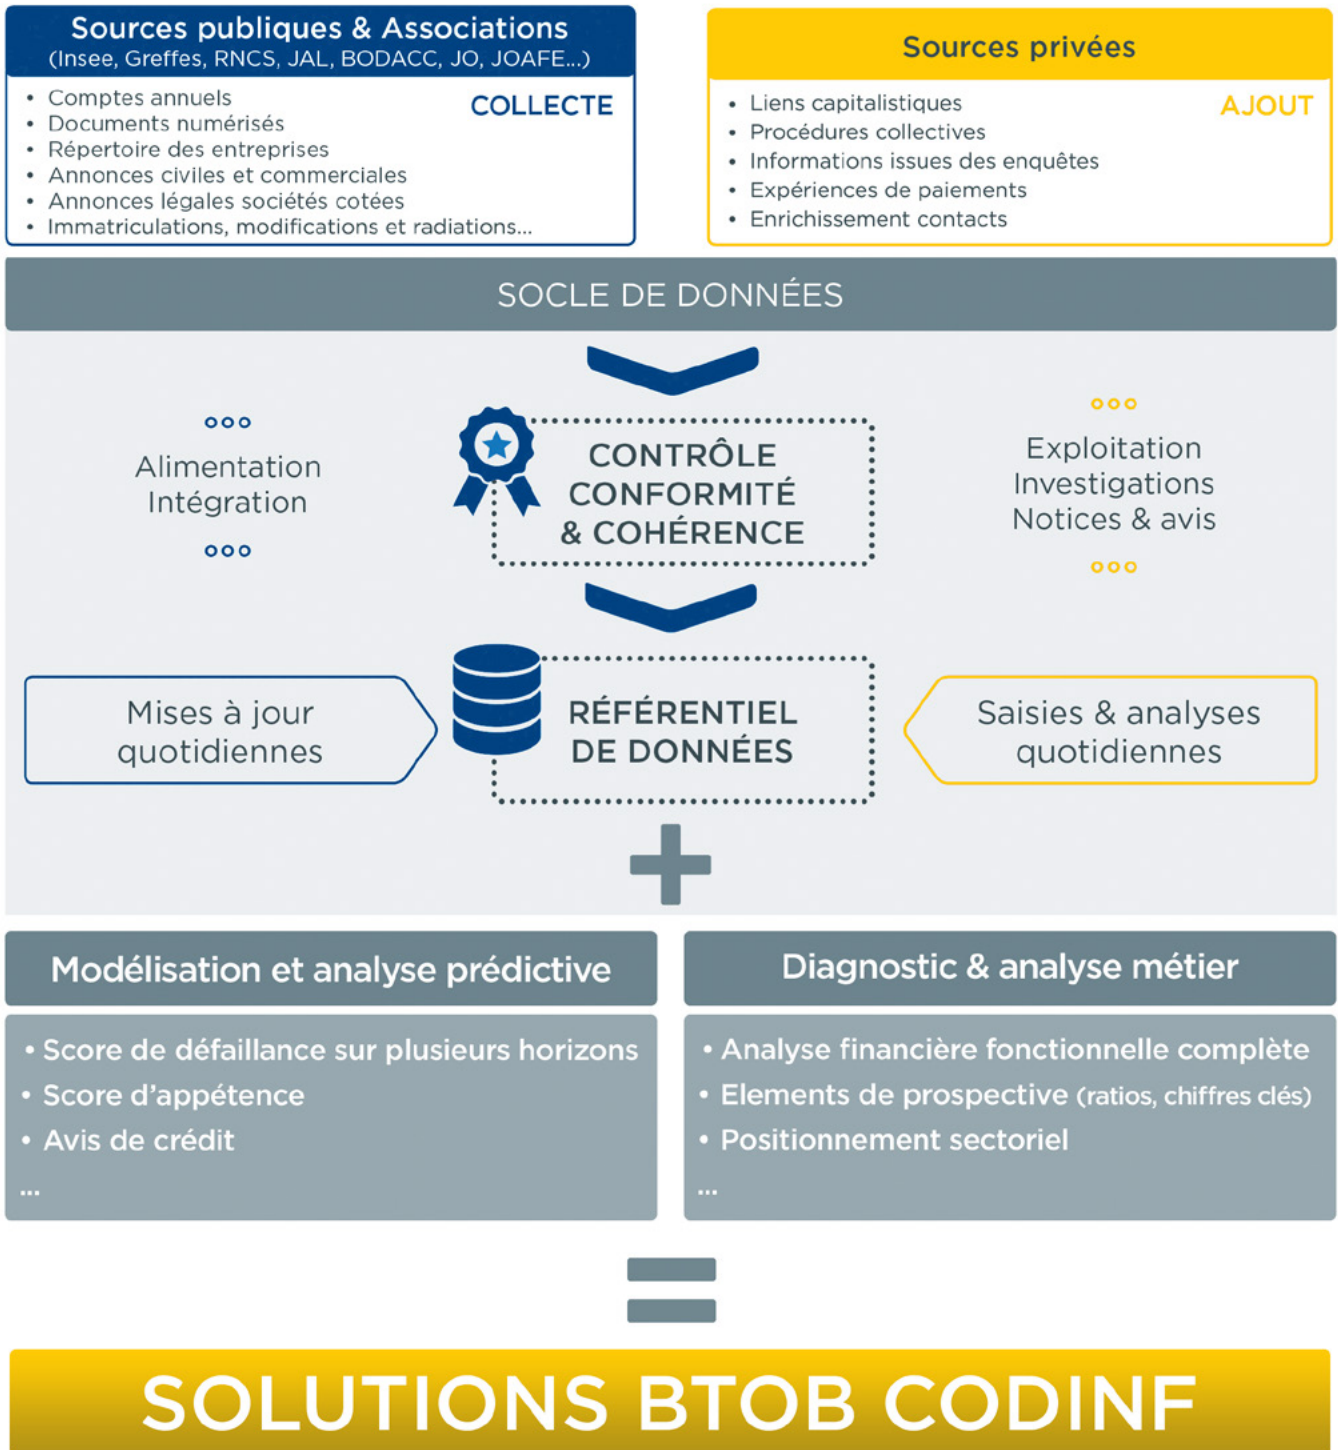 Sources publiques & Associations
(Insee, Greffes, RNCS, JAL, BODACC, JO, JOAFE...)
COLLECTE
• Comptes annuels
• Documents numérisés
• Répertoire des entreprises
• Annonces civiles et commerciales
• Annonces légales sociétés cotées
• Immatriculations, modifications et radiations...
Sources privées
AJOUT
• Liens capitalistiques
• Procédures collectives
• Informations issues des enquêtes
• Expériences de paiements
• Enrichissement contacts
SOCLE DE DONNÉES
Alimentation
Intégration
CONTRÔLE
CONFORMITÉ
& COHÉRENCE
Exploitation
Investigations
Notices & avis
Mises à jour
quotidiennes
RÉFÉRENTIEL
DE DONNÉES
Saisies & analyses
quotidiennes
Modélisation et analyse prédictive
• Score de défaillance sur plusieurs horizons
• Score d'appétence
• Avis de crédit
...
Diagnostic & analyse métier
• Analyse financière fonctionnelle complète
• Elements de prospective (ratios, chiffres clés)
• Positionnement sectoriel
...
SOLUTIONS BTOB CODINF